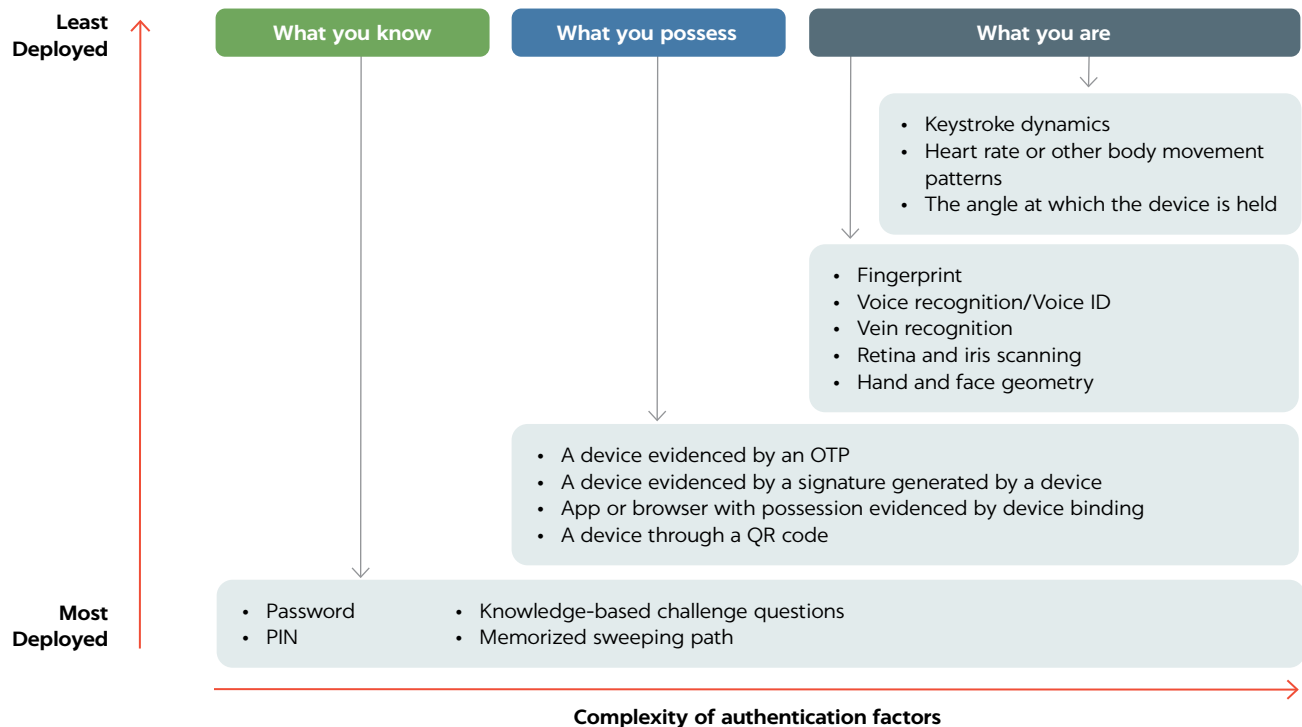 Least
Deployed
What you know
What you possess
What you are
• Keystroke dynamics
• Heart rate or other body movement
patterns
• The angle at which the device is held
• Fingerprint
• Voice recognition/Voice ID
• Vein recognition
• Retina and iris scanning
• Hand and face geometry
• A device evidenced by an OTP
• A device evidenced by a signature generated by a device
• App or browser with possession evidenced by device binding
• A device through a QR code
Most
Deployed
• Password
• PIN
• Knowledge-based challenge questions
• Memorized sweeping path
Complexity of authentication factors